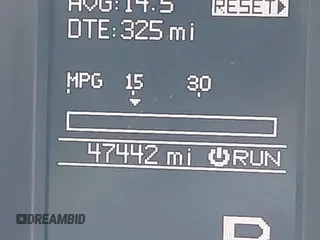 AVG:14.5 RESET▶
DTE:325 mi
MPG 15 30
47442 mi ⏻RUN
DREAMBID